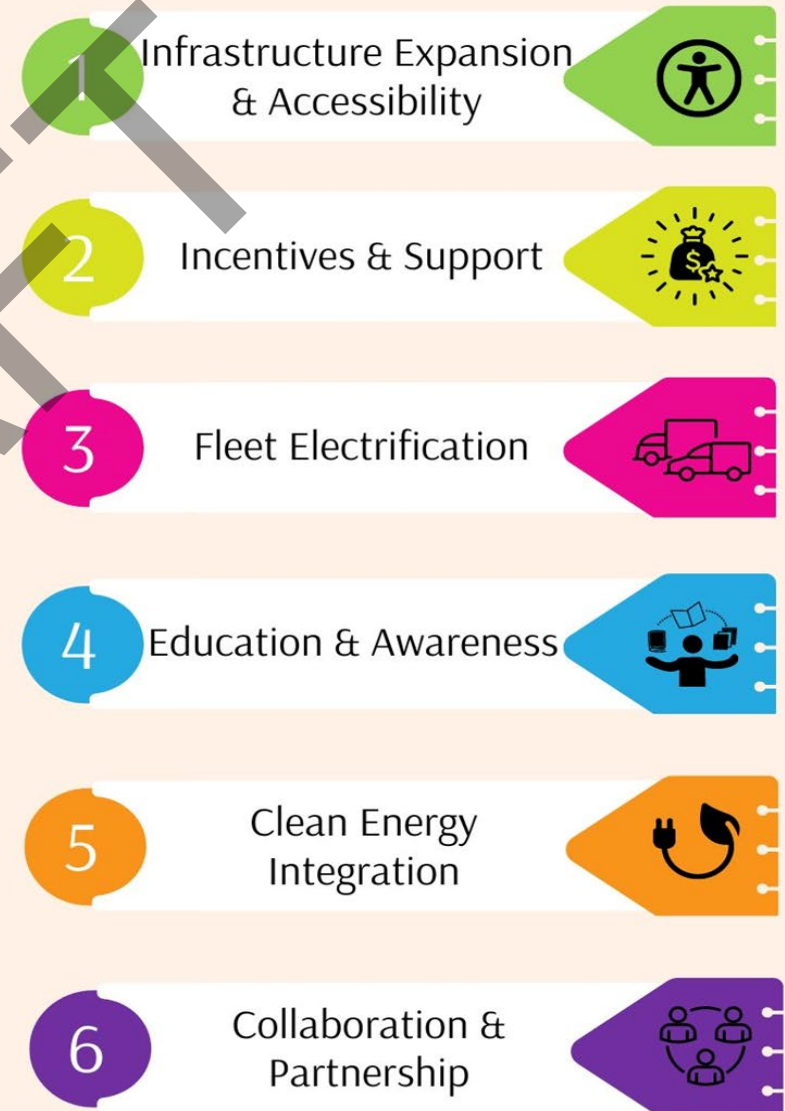 1
Infrastructure Expansion
& Accessibility
2
Incentives & Support
$
3
Fleet Electrification
4
Education & Awareness
5
Clean Energy
Integration
6
Collaboration &
Partnership